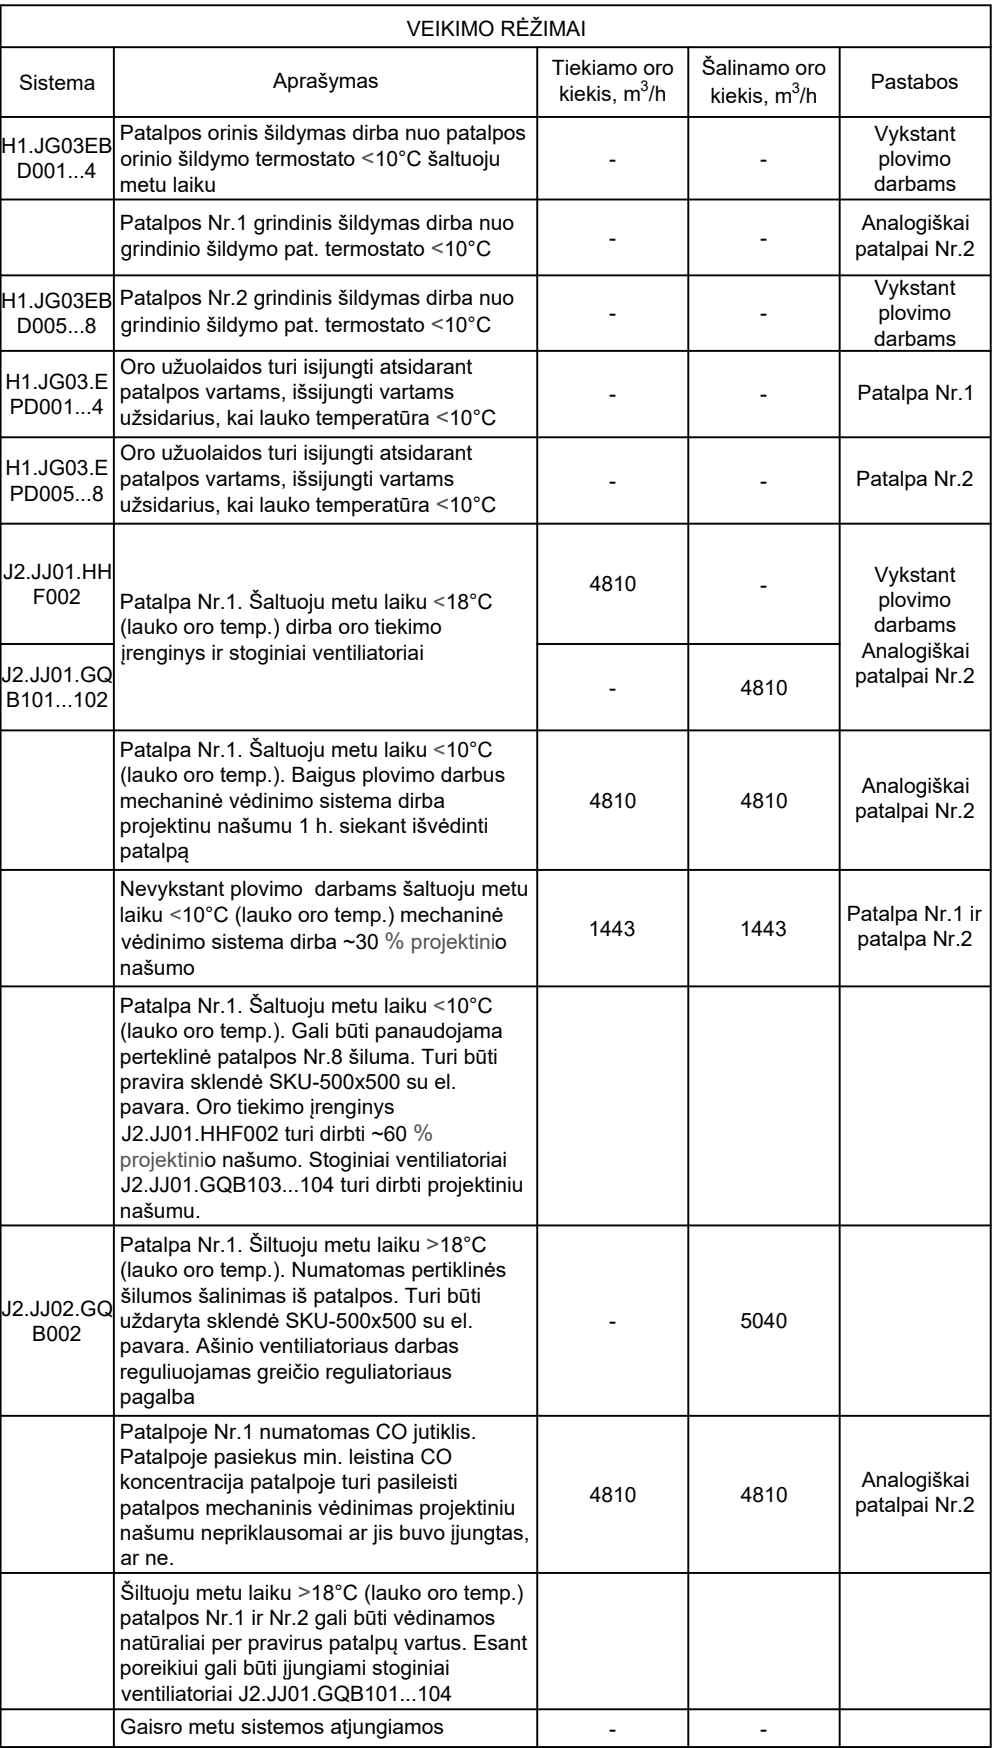 VEIKIMO RĖŽIMAI
Sistema
Aprašymas
Tiekiamo oro
kiekis, m³/h
Šalinamo oro
kiekis, m³/h
Pastabos
H1.JG03EB
D001...4
Patalpos orinis šildymas dirba nuo patalpos
orinio šildymo termostato <10°C šaltuoju
metu laiku
-
-
Vykstant
plovimo
darbams
Patalpos Nr.1 grindinis šildymas dirba nuo
grindinio šildymo pat. termostato <10°C
-
-
Analogiškai
patalpai Nr.2
H1.JG03EB
D005...8
Patalpos Nr.2 grindinis šildymas dirba nuo
grindinio šildymo pat. termostato <10°C
-
-
Vykstant
plovimo
darbams
H1.JG03.E
PD001...4
Oro užuolaidos turi isijungti atsidarant
patalpos vartams, išsijungti vartams
užsidarius, kai lauko temperatūra <10°C
-
-
Patalpa Nr.1
H1.JG03.E
PD005...8
Oro užuolaidos turi isijungti atsidarant
patalpos vartams, išsijungti vartams
užsidarius, kai lauko temperatūra <10°C
-
-
Patalpa Nr.2
J2.JJ01.HH
F002
Patalpa Nr.1. Šaltuoju metu laiku <18°C
(lauko oro temp.) dirba oro tiekimo
įrenginys ir stoginiai ventiliatoriai
4810
-
Vykstant
plovimo
darbams
Analogiškai
patalpai Nr.2
J2.JJ01.GQ
B101...102
-
4810
Patalpa Nr.1. Šaltuoju metu laiku <10°C
(lauko oro temp.). Baigus plovimo darbus
mechaninė vėdinimo sistema dirba
projektinu našumu 1 h. siekant išvėdinti
patalpą
4810
4810
Analogiškai
patalpai Nr.2
Nevykstant plovimo  darbams šaltuoju metu
laiku <10°C (lauko oro temp.) mechaninė
vėdinimo sistema dirba ~30 % projektinio
našumo
1443
1443
Patalpa Nr.1 ir
patalpa Nr.2
Patalpa Nr.1. Šaltuoju metu laiku <10°C
(lauko oro temp.). Gali būti panaudojama
perteklinė patalpos Nr.8 šiluma. Turi būti
pravira sklendė SKU-500x500 su el.
pavara. Oro tiekimo įrenginys
J2.JJ01.HHF002 turi dirbti ~60 %
projektinio našumo. Stoginiai ventiliatoriai
J2.JJ01.GQB103...104 turi dirbti projektiniu
našumu.
J2.JJ02.GQ
B002
Patalpa Nr.1. Šiltuoju metu laiku >18°C
(lauko oro temp.). Numatomas pertiklinės
šilumos šalinimas iš patalpos. Turi būti
uždaryta sklendė SKU-500x500 su el.
pavara. Ašinio ventiliatoriaus darbas
reguliuojamas greičio reguliatoriaus
pagalba
-
5040
Patalpoje Nr.1 numatomas CO jutiklis.
Patalpoje pasiekus min. leistina CO
koncentracija patalpoje turi pasileisti
patalpos mechaninis vėdinimas projektiniu
našumu nepriklausomai ar jis buvo įjungtas,
ar ne.
4810
4810
Analogiškai
patalpai Nr.2
Šiltuoju metu laiku >18°C (lauko oro temp.)
patalpos Nr.1 ir Nr.2 gali būti vėdinamos
natūraliai per pravirus patalpų vartus. Esant
poreikiui gali būti įjungiami stoginiai
ventiliatoriai J2.JJ01.GQB101...104
Gaisro metu sistemos atjungiamos
-
-